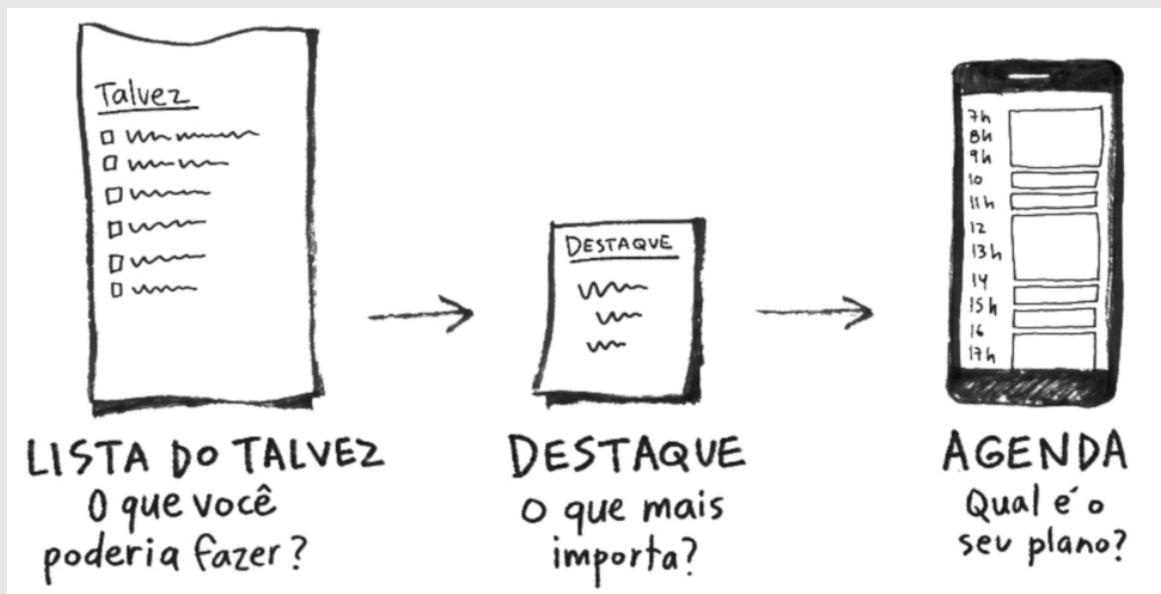 Talvez
DESTAQUE
7h
8h
9h
10
11h
12
13h
14
15h
16
17h
LISTA DO TALVEZ
O que você
poderia fazer?
DESTAQUE
O que mais
importa?
AGENDA
Qual é o
seu plano?